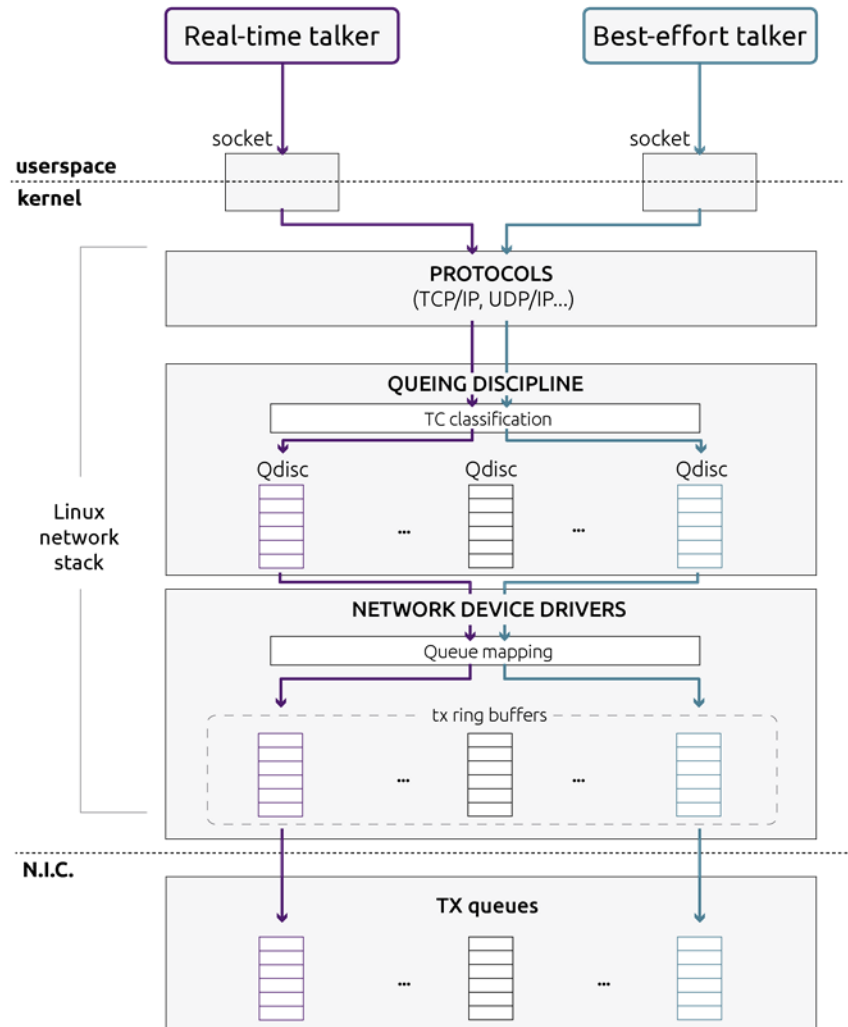 Real-time talker
Best-effort talker
socket
socket
userspace
kernel
PROTOCOLS
(TCP/IP, UDP/IP...)
QUEING DISCIPLINE
TC classification
Qdisc
Qdisc
Qdisc
...
...
Linux
network
stack
NETWORK DEVICE DRIVERS
Queue mapping
tx ring buffers
...
...
N.I.C.
TX queues
...
...